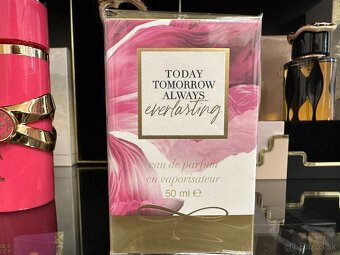 TODAY
TOMORROW
ALWAYS
everlasting
eau de parfum
en vaporisateur
50 ml e